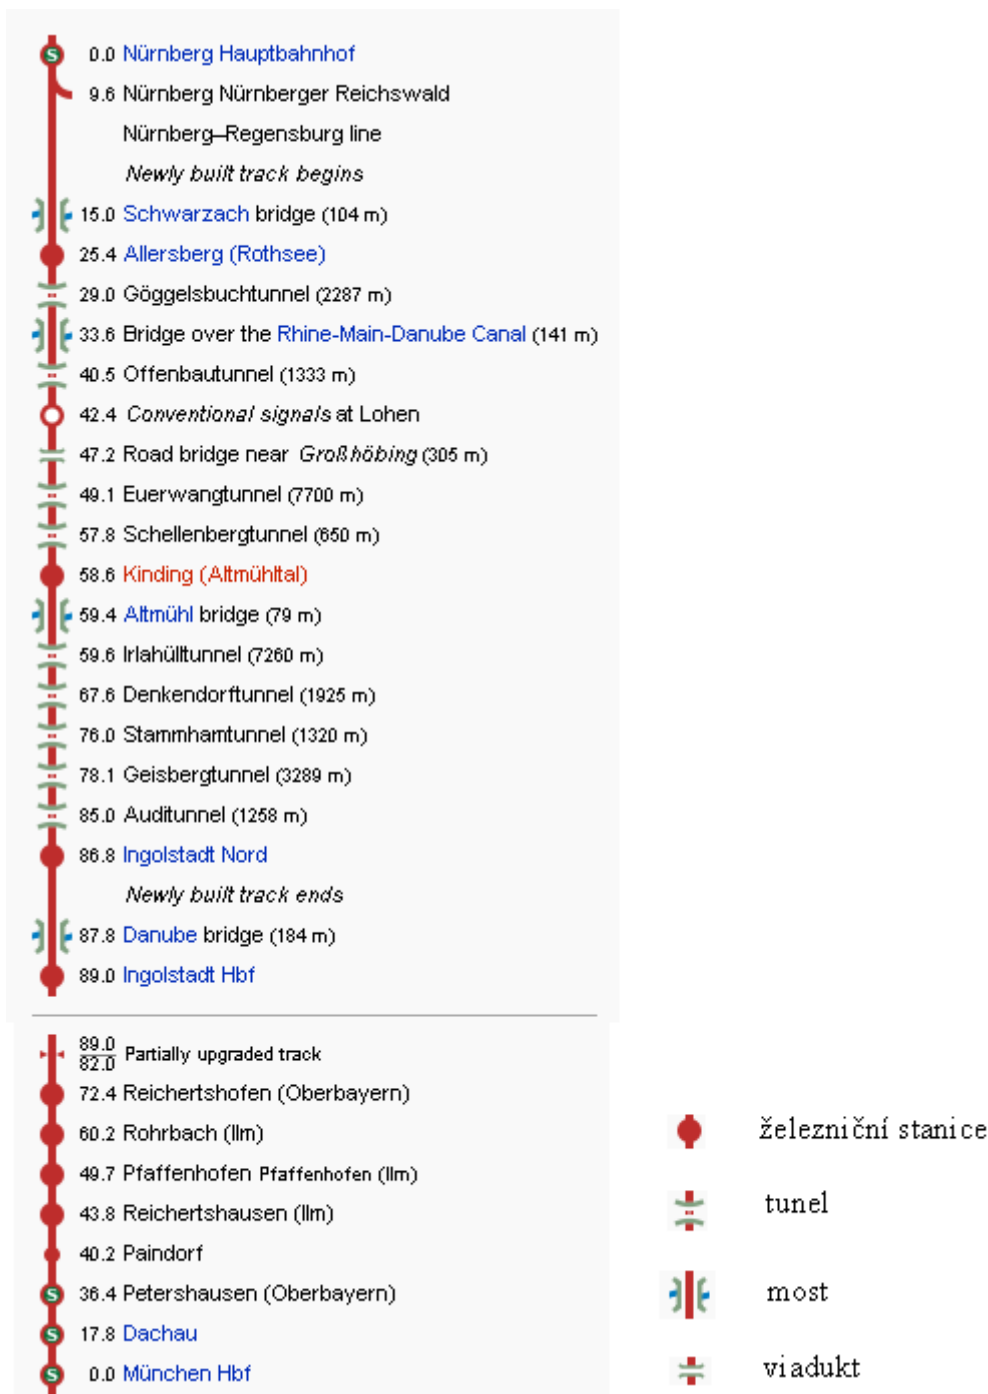 0.0 Nürnberg Hauptbahnhof
9.6 Nürnberg Nürnberger Reichswald
Nürnberg–Regensburg line
Newly built track begins
15.0 Schwarzach bridge (104 m)
25.4 Allersberg (Rothsee)
29.0 Göggelsbuchtunnel (2287 m)
33.6 Bridge over the Rhine-Main-Danube Canal (141 m)
40.5 Offenbautunnel (1333 m)
42.4 Conventional signals at Lohen
47.2 Road bridge near Großhöbing (305 m)
49.1 Euerwangtunnel (7700 m)
57.8 Schellenbergtunnel (650 m)
58.6 Kinding (Altmühltal)
59.4 Altmühl bridge (79 m)
59.6 Irlahülltunnel (7260 m)
67.6 Denkendorftunnel (1925 m)
76.0 Stammhamtunnel (1320 m)
78.1 Geisbergtunnel (3289 m)
85.0 Auditunnel (1258 m)
86.8 Ingolstadt Nord
Newly built track ends
87.8 Danube bridge (184 m)
89.0 Ingolstadt Hbf
89.0
82.0 Partially upgraded track
72.4 Reichertshofen (Oberbayern)
60.2 Rohrbach (Ilm)
49.7 Pfaffenhofen Pfaffenhofen (Ilm)
43.8 Reichertshausen (Ilm)
40.2 Paindorf
S 36.4 Petershausen (Oberbayern)
S 17.8 Dachau
S 0.0 München Hbf
železniční stanice
tunel
most
viadukt